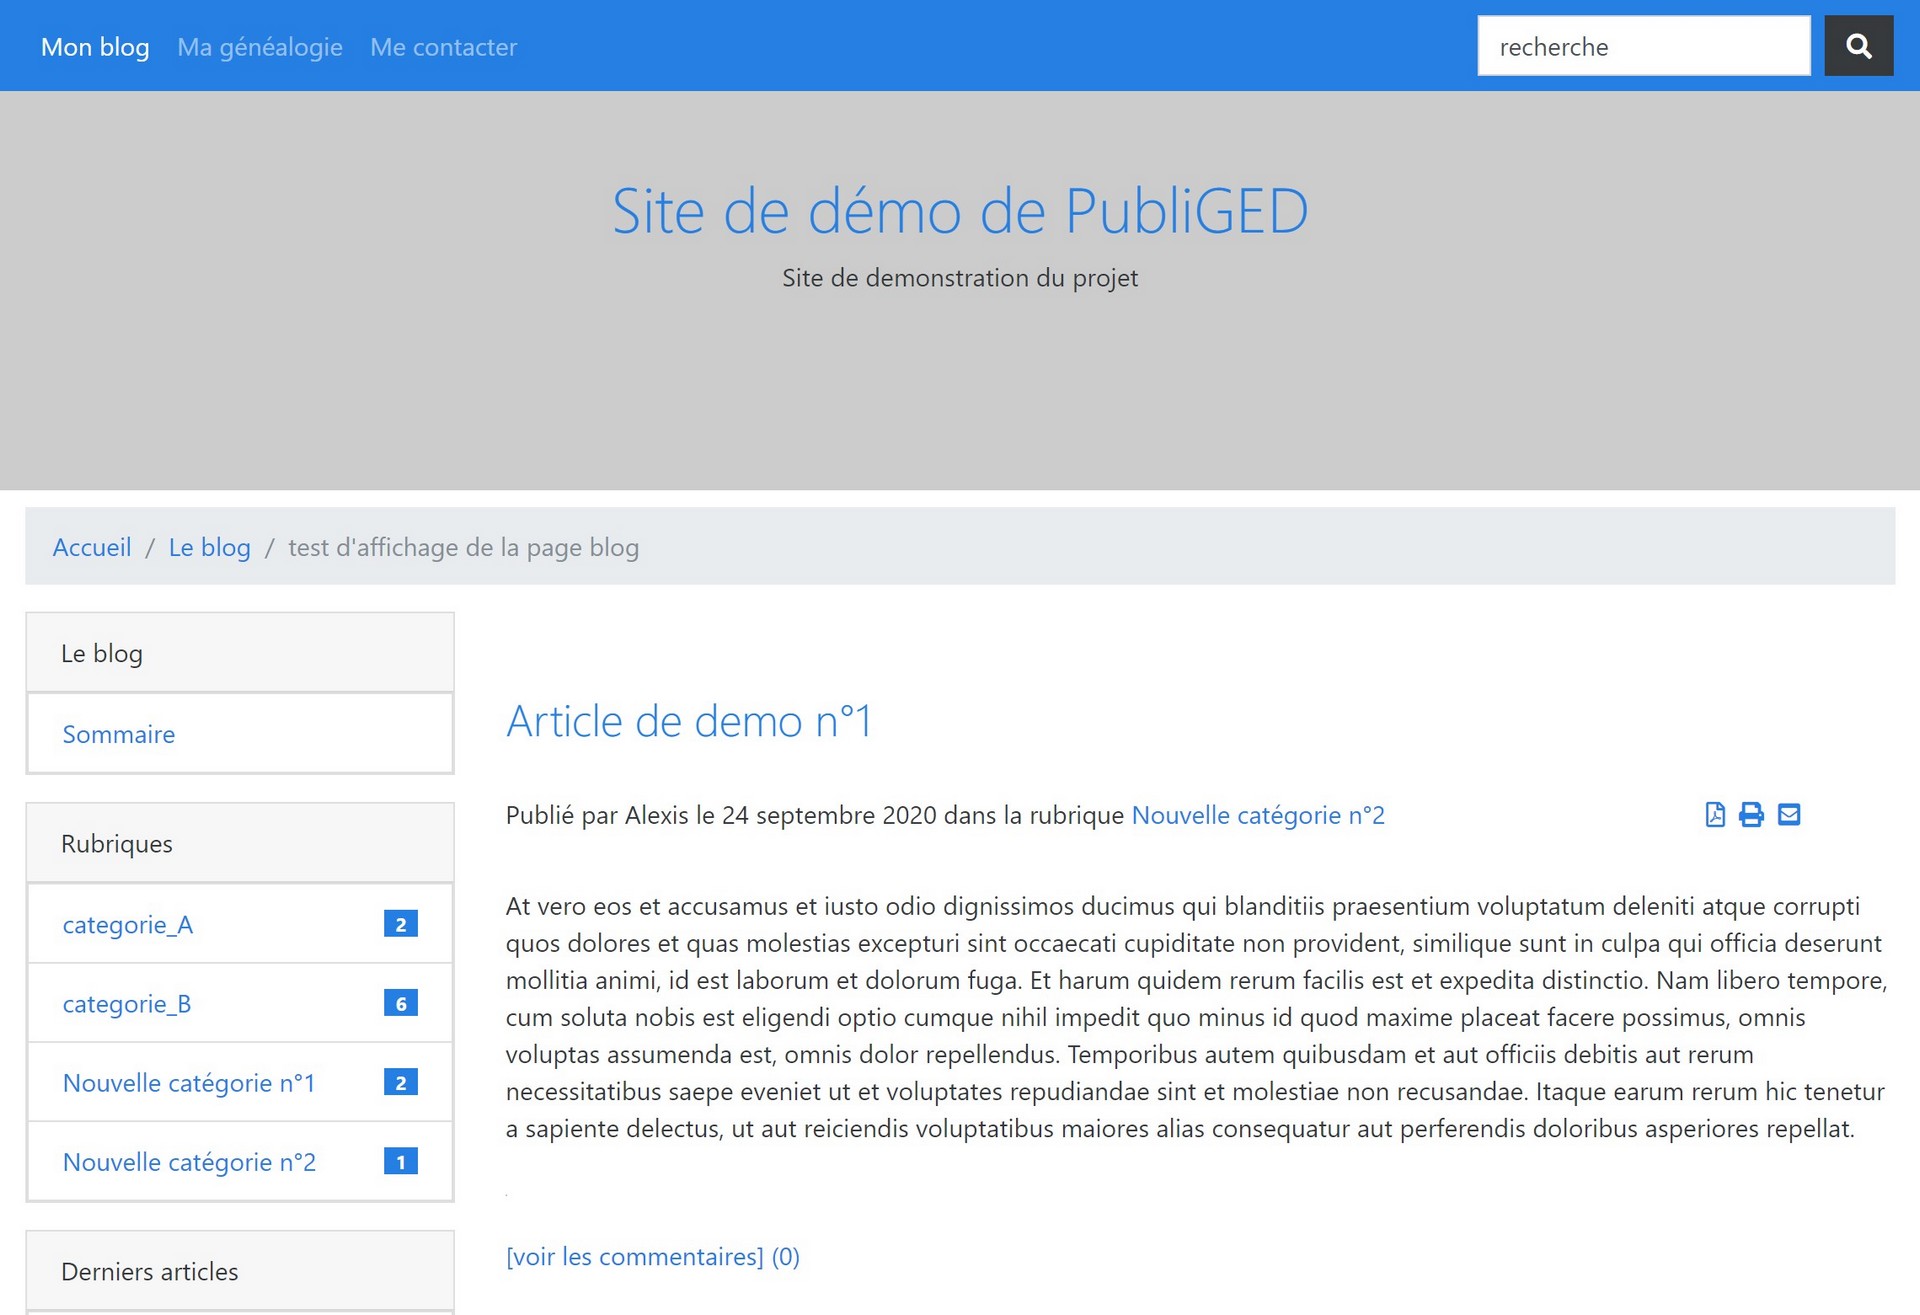 Mon blog Ma généalogie Me contacter recherche
Site de démo de PubliGED
Site de demonstration du projet
Accueil / Le blog / test d'affichage de la page blog
Le blog
Sommaire
Rubriques
categorie_A 2
categorie_B 6
Nouvelle catégorie n°1 2
Nouvelle catégorie n°2 1
Derniers articles
Article de demo n°1
Publié par Alexis le 24 septembre 2020 dans la rubrique Nouvelle catégorie n°2
At vero eos et accusamus et iusto odio dignissimos ducimus qui blanditiis praesentium voluptatum deleniti atque corrupti
quos dolores et quas molestias excepturi sint occaecati cupiditate non provident, similique sunt in culpa qui officia deserunt
mollitia animi, id est laborum et dolorum fuga. Et harum quidem rerum facilis est et expedita distinctio. Nam libero tempore,
cum soluta nobis est eligendi optio cumque nihil impedit quo minus id quod maxime placeat facere possimus, omnis
voluptas assumenda est, omnis dolor repellendus. Temporibus autem quibusdam et aut officiis debitis aut rerum
necessitatibus saepe eveniet ut et voluptates repudiandae sint et molestiae non recusandae. Itaque earum rerum hic tenetur
a sapiente delectus, ut aut reiciendis voluptatibus maiores alias consequatur aut perferendis doloribus asperiores repellat.
[voir les commentaires] (0)